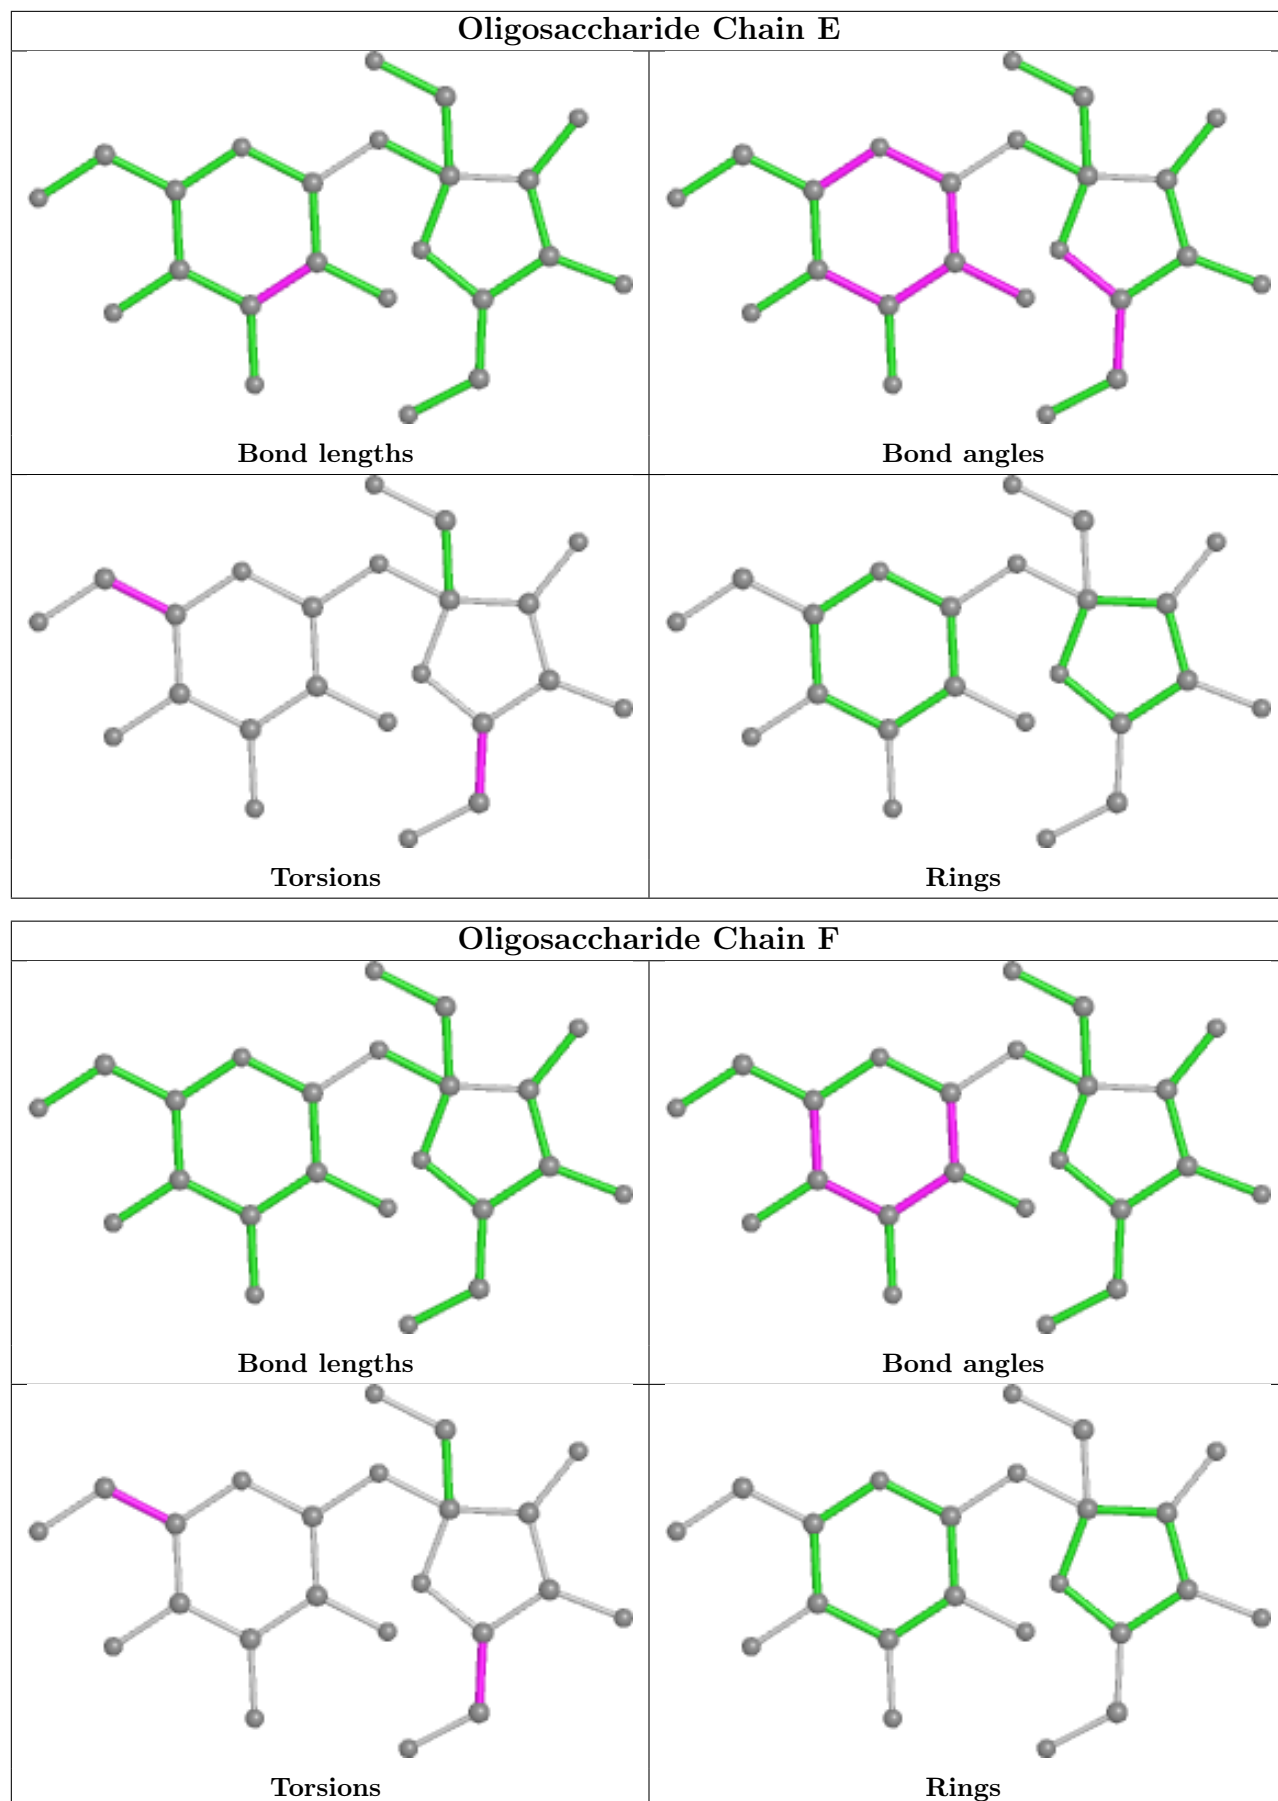 Oligosaccharide Chain E
Bond lengths
Bond angles
Torsions
Rings
Oligosaccharide Chain F
Bond lengths
Bond angles
Torsions
Rings